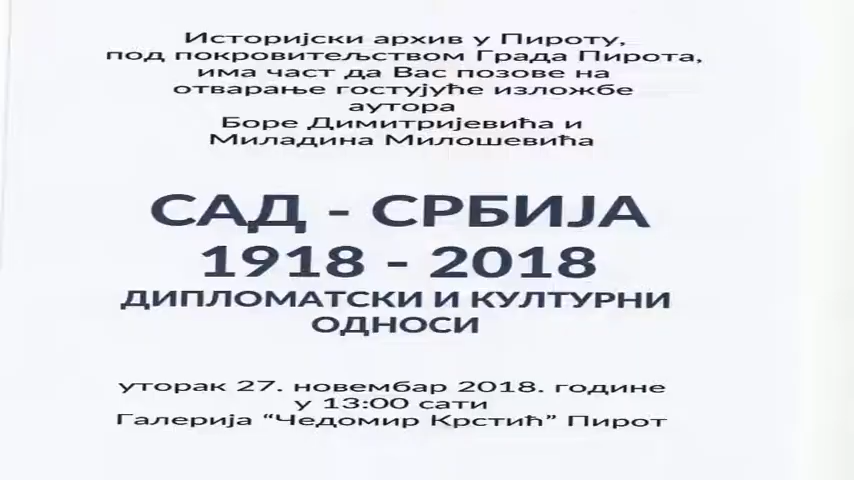 Историјски архив у Пироту,
под покровитељством Града Пирота,
има част да Вас позове на
отварање гостујуће изложбе
аутора
Боре Димитријевића и
Миладина Милошевића
САД - СРБИЈА
1918 - 2018
ДИПЛОМАТСКИ И КУЛТУРНИ
ОДНОСИ
уторак 27. новембар 2018. године
у 13:00 сати
Галерија “Чедомир Крстић” Пирот